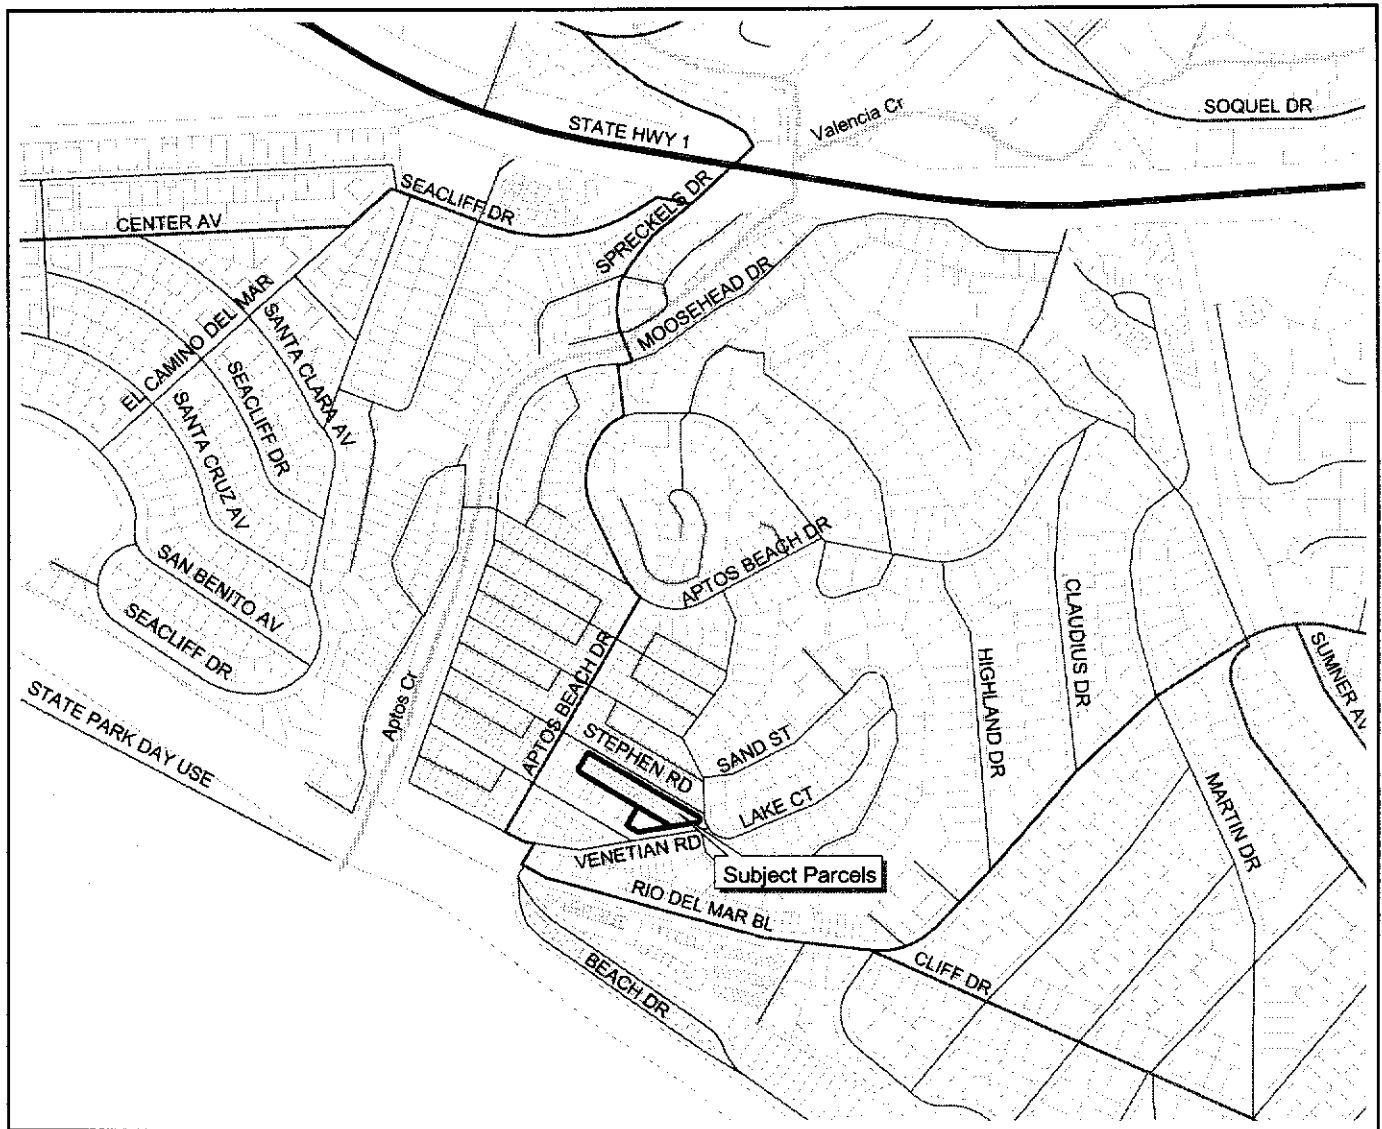 SOQUEL DR
STATE HWY 1
Valencia Cr
SEACLIFF DR
CENTER AV
SPRECKELS DR
MOOSEHEAD DR
EL CAMINO DEL MAR
SANTA CLARA AV
SEACLIFF DR
SANTA CRUZ AV
APTOS BEACH DR
SAN BENITO AV
SEACLIFF DR
CLAUDIUS DR
HIGHLAND DR
SUMNER AV
STATE PARK DAY USE
Aptos Cr
APTOS BEACH DR
STEPHEN RD
SAND ST
LAKE CT
MARTIN DR
VENETIAN RD
Subject Parcels
RIO DEL MAR BL
CLIFF DR
BEACH DR